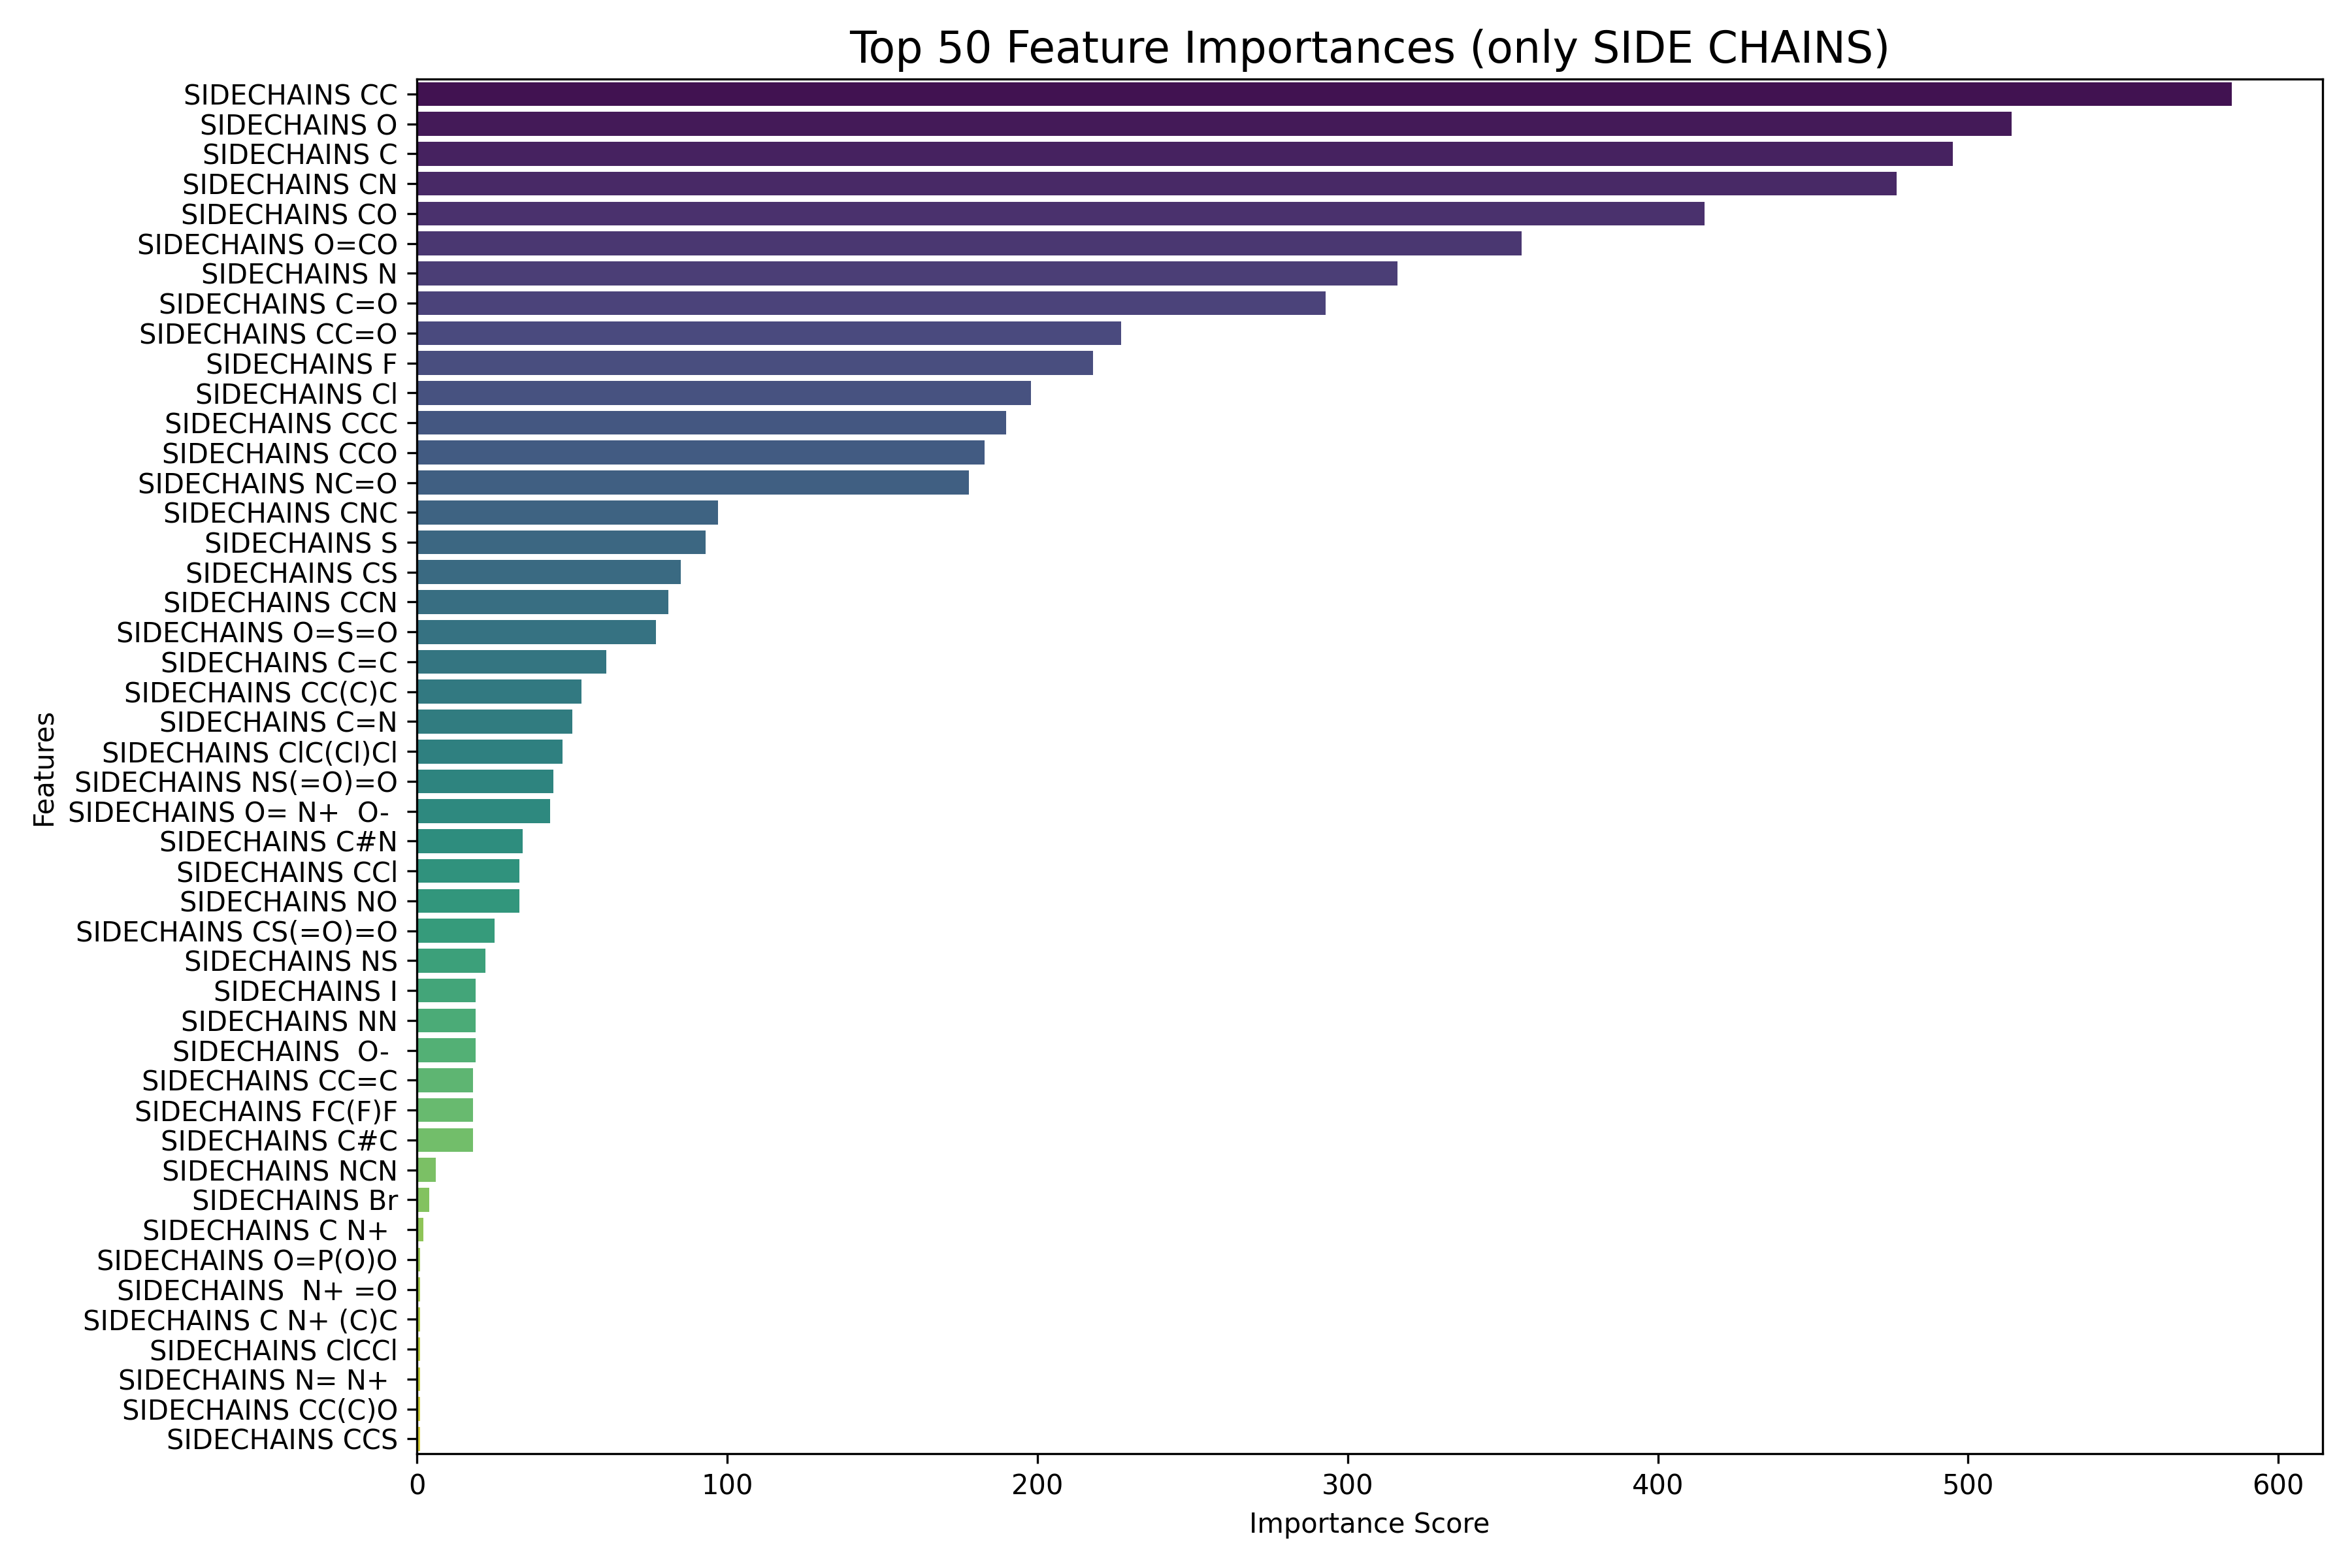 Top 50 Feature Importances (only SIDE CHAINS)
SIDECHAINS CC
SIDECHAINS O
SIDECHAINS C
SIDECHAINS CN
SIDECHAINS CO
SIDECHAINS O=CO
SIDECHAINS N
SIDECHAINS C=O
SIDECHAINS CC=O
SIDECHAINS F
SIDECHAINS Cl
SIDECHAINS CCC
SIDECHAINS CCO
SIDECHAINS NC=O
SIDECHAINS CNC
SIDECHAINS S
SIDECHAINS CS
SIDECHAINS CCN
SIDECHAINS O=S=O
SIDECHAINS C=C
SIDECHAINS CC(C)C
SIDECHAINS C=N
SIDECHAINS ClC(Cl)Cl
SIDECHAINS NS(=O)=O
SIDECHAINS O= N+  O-
SIDECHAINS C#N
SIDECHAINS CCl
SIDECHAINS NO
SIDECHAINS CS(=O)=O
SIDECHAINS NS
SIDECHAINS I
SIDECHAINS NN
SIDECHAINS  O-
SIDECHAINS CC=C
SIDECHAINS FC(F)F
SIDECHAINS C#C
SIDECHAINS NCN
SIDECHAINS Br
SIDECHAINS C N+
SIDECHAINS O=P(O)O
SIDECHAINS  N+ =O
SIDECHAINS C N+ (C)C
SIDECHAINS ClCCl
SIDECHAINS N= N+
SIDECHAINS CC(C)O
SIDECHAINS CCS
Features
0 100 200 300 400 500 600
Importance Score